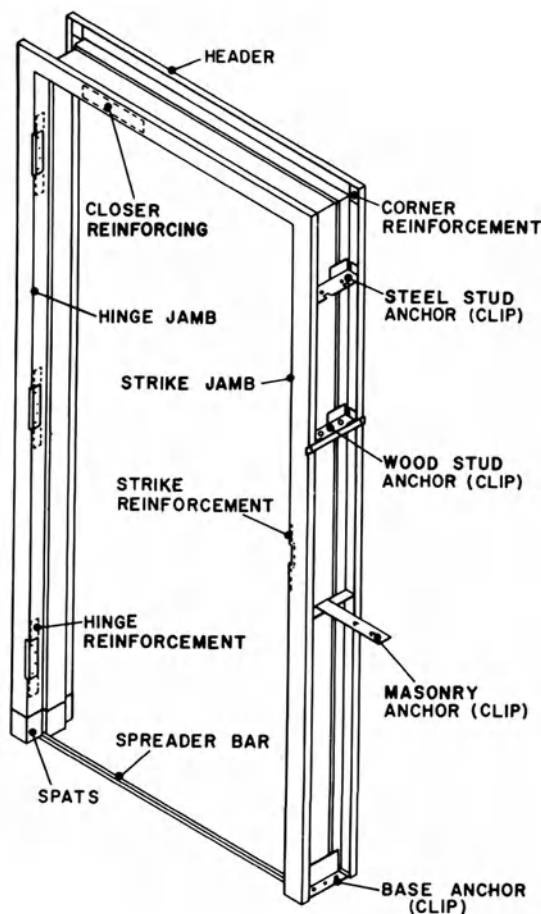 HEADER
CLOSER
REINFORCING
CORNER
REINFORCEMENT
STEEL STUD
ANCHOR (CLIP)
HINGE JAMB
STRIKE JAMB
WOOD STUD
ANCHOR (CLIP)
STRIKE
REINFORCEMENT
HINGE
REINFORCEMENT
MASONRY
ANCHOR (CLIP)
SPREADER BAR
SPATS
BASE ANCHOR
(CLIP)